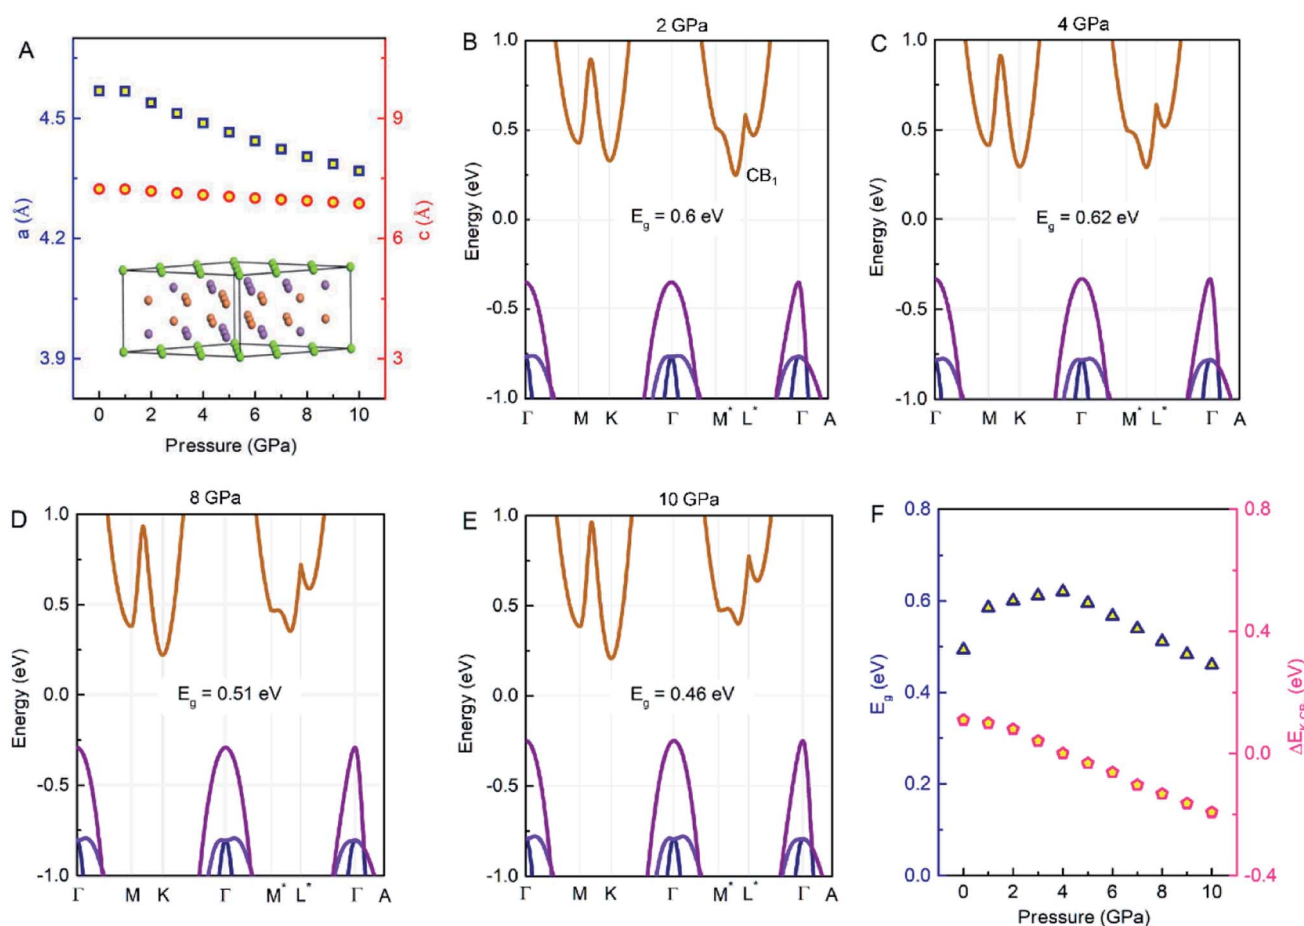 A
a (Å)
4.5
4.2
3.9
c (Å)
9
6
3
0 2 4 6 8 10
Pressure (GPa)
B
2 GPa
Energy (eV)
1.0
0.5
0.0
-0.5
-1.0
CB1
Eg = 0.6 eV
Γ M K Γ M* L* Γ A
C
4 GPa
Energy (eV)
1.0
0.5
0.0
-0.5
-1.0
Eg = 0.62 eV
Γ M K Γ M* L* Γ A
D
8 GPa
Energy (eV)
1.0
0.5
0.0
-0.5
-1.0
Eg = 0.51 eV
Γ M K Γ M* L* Γ A
E
10 GPa
Energy (eV)
1.0
0.5
0.0
-0.5
-1.0
Eg = 0.46 eV
Γ M K Γ M* L* Γ A
F
Eg (eV)
0.8
0.6
0.4
0.2
0.0
0.8
0.4
0.0
-0.4
(eV)
0 2 4 6 8 10
Pressure (GPa)